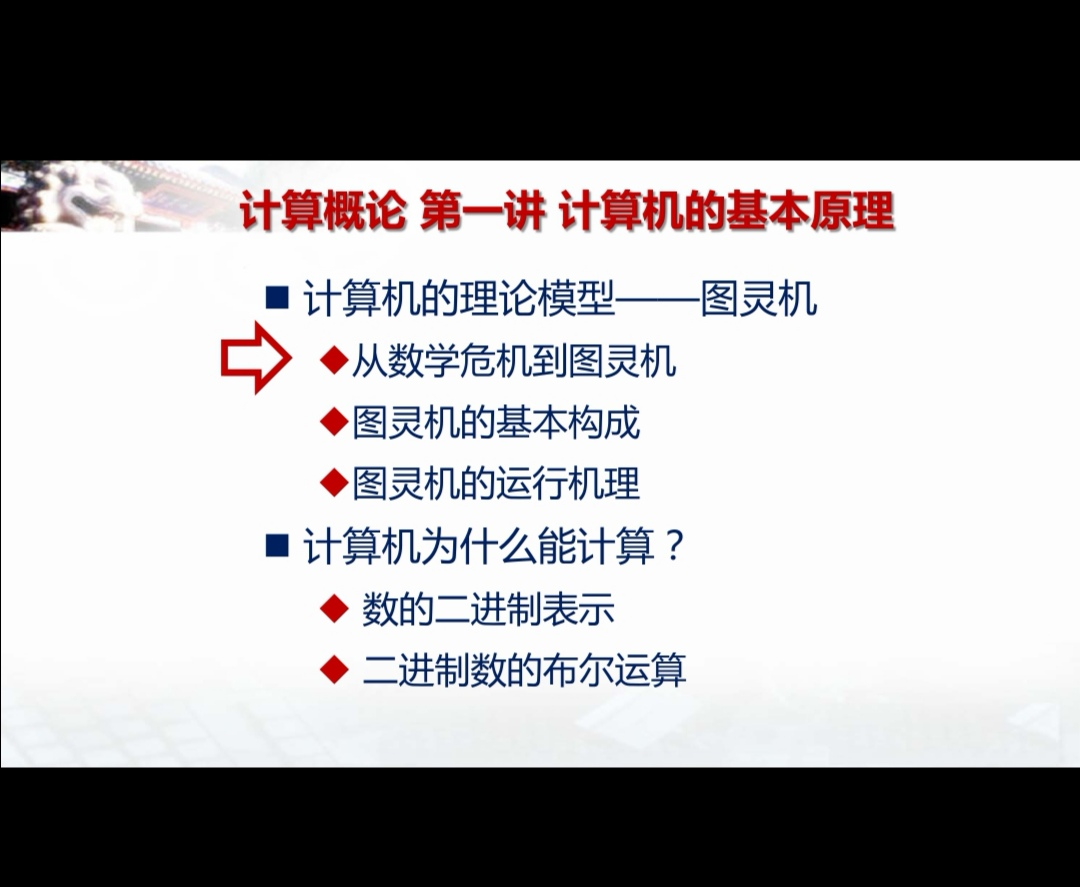 计算概论 第一讲 计算机的基本原理
计算机的理论模型——图灵机
从数学危机到图灵机
图灵机的基本构成
图灵机的运行机理
计算机为什么能计算？
数的二进制表示
二进制数的布尔运算